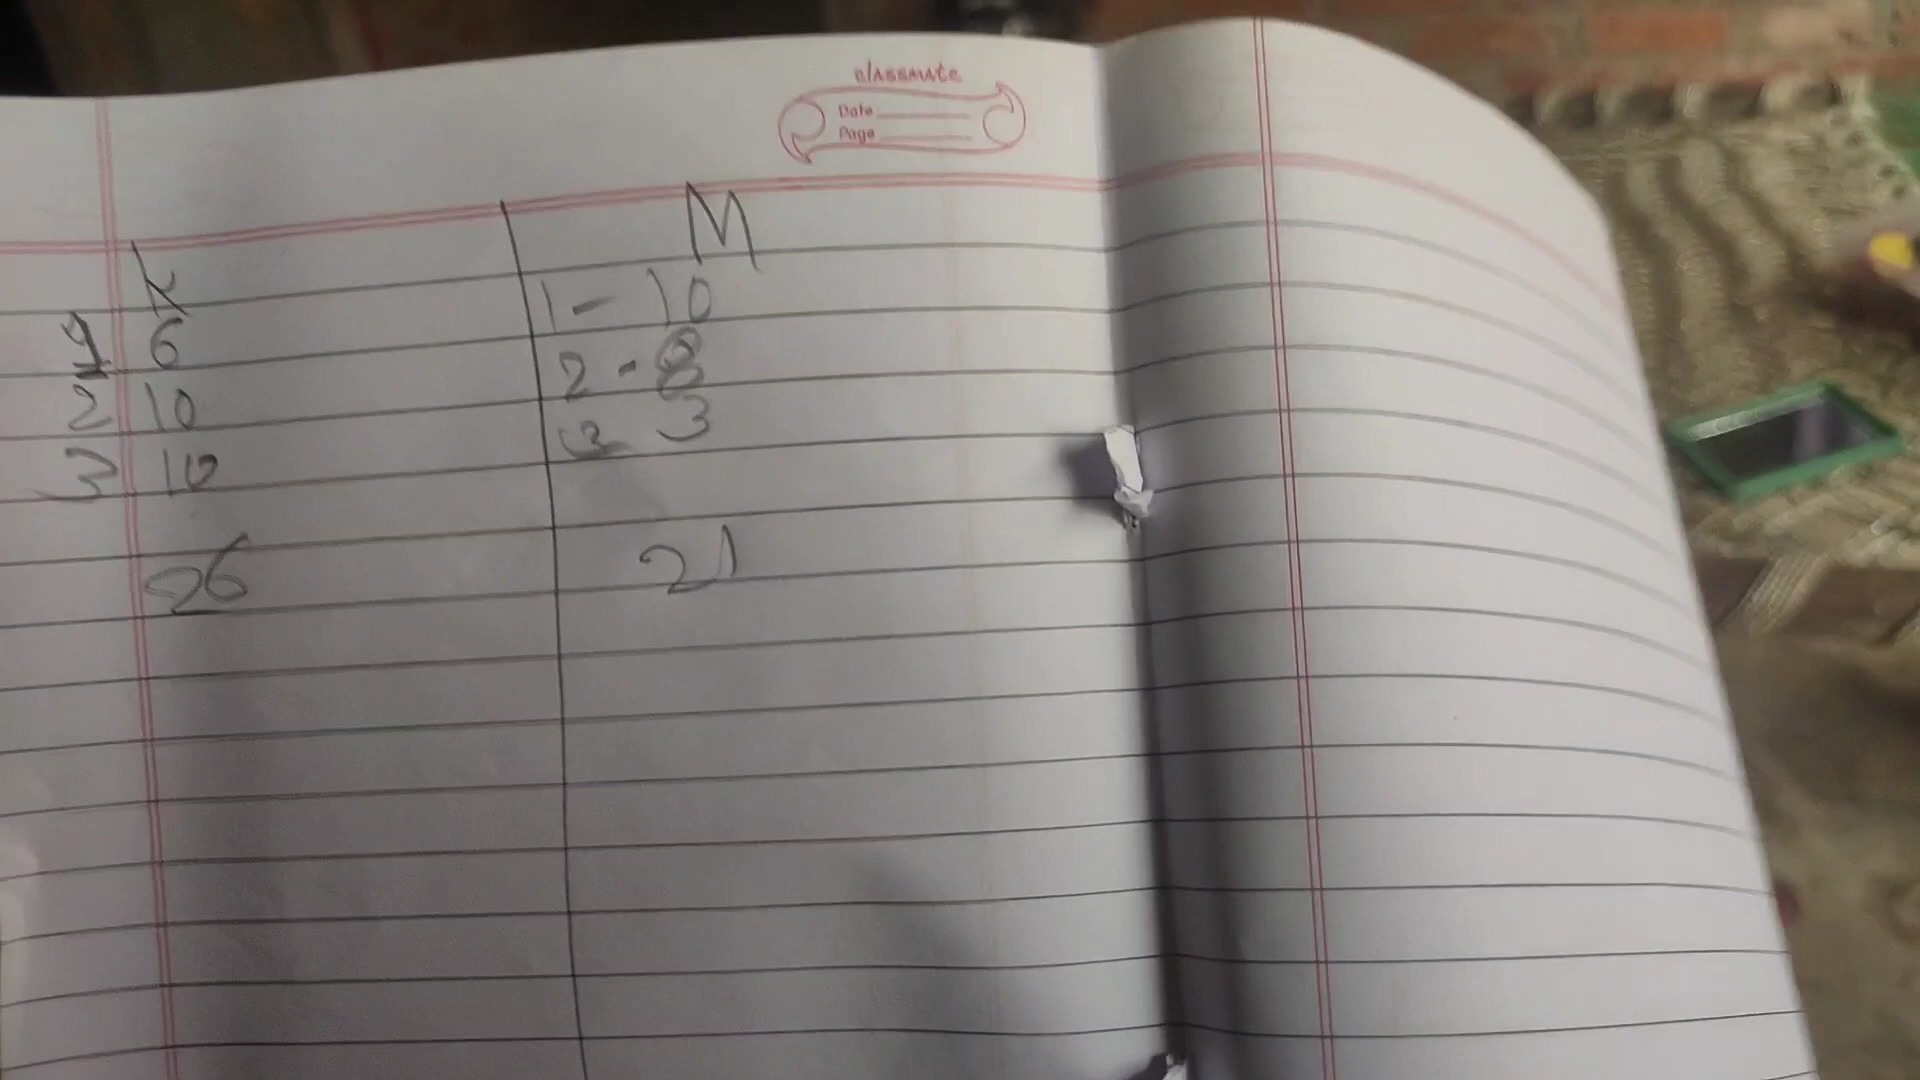 classmate
Date
Page
K M
1 6 1 - 10
2 10 2 - 8
3 10 3 - 3
26 21